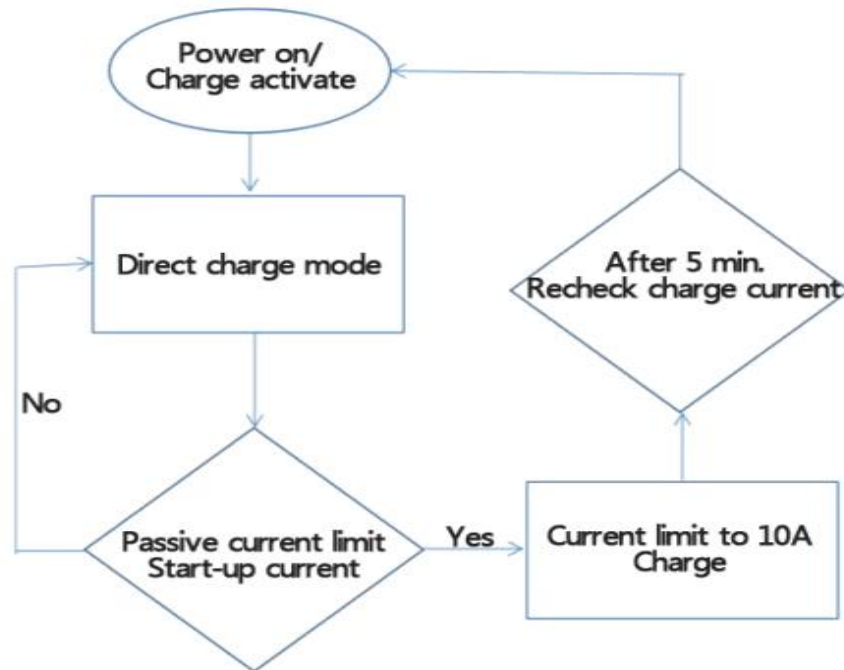 Power on/
Charge activate
Direct charge mode
After 5 min.
Recheck charge current
No
Passive current limit
Start-up current
Yes
Current limit to 10A
Charge